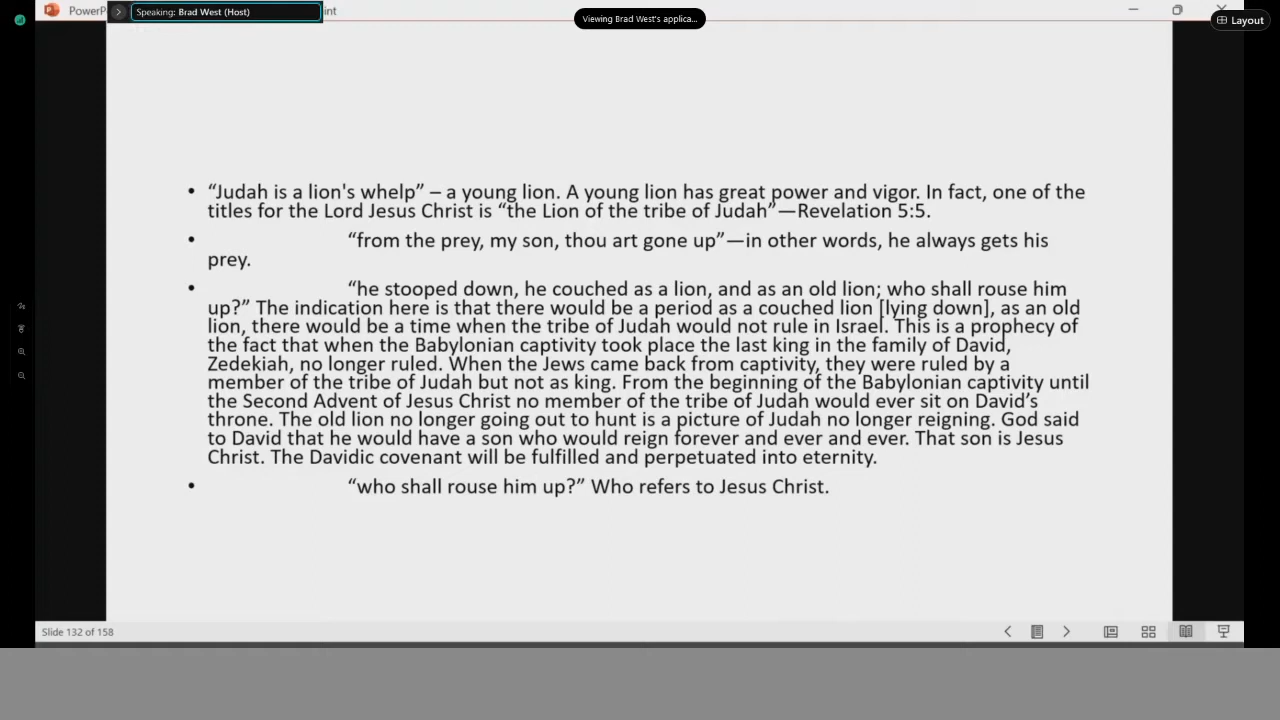 PowerP
Speaking: Brad West (Host)
int
Viewing Brad West's applica...
Layout
• “Judah is a lion's whelp” – a young lion. A young lion has great power and vigor. In fact, one of the
titles for the Lord Jesus Christ is “the Lion of the tribe of Judah”—Revelation 5:5.
• “from the prey, my son, thou art gone up”—in other words, he always gets his
prey.
• “he stooped down, he couched as a lion, and as an old lion; who shall rouse him
up?” The indication here is that there would be a period as a couched lion [lying down], as an old
lion, there would be a time when the tribe of Judah would not rule in Israel. This is a prophecy of
the fact that when the Babylonian captivity took place the last king in the family of David,
Zedekiah, no longer ruled. When the Jews came back from captivity, they were ruled by a
member of the tribe of Judah but not as king. From the beginning of the Babylonian captivity until
the Second Advent of Jesus Christ no member of the tribe of Judah would ever sit on David’s
throne. The old lion no longer going out to hunt is a picture of Judah no longer reigning. God said
to David that he would have a son who would reign forever and ever and ever. That son is Jesus
Christ. The Davidic covenant will be fulfilled and perpetuated into eternity.
• “who shall rouse him up?” Who refers to Jesus Christ.
Slide 132 of 158